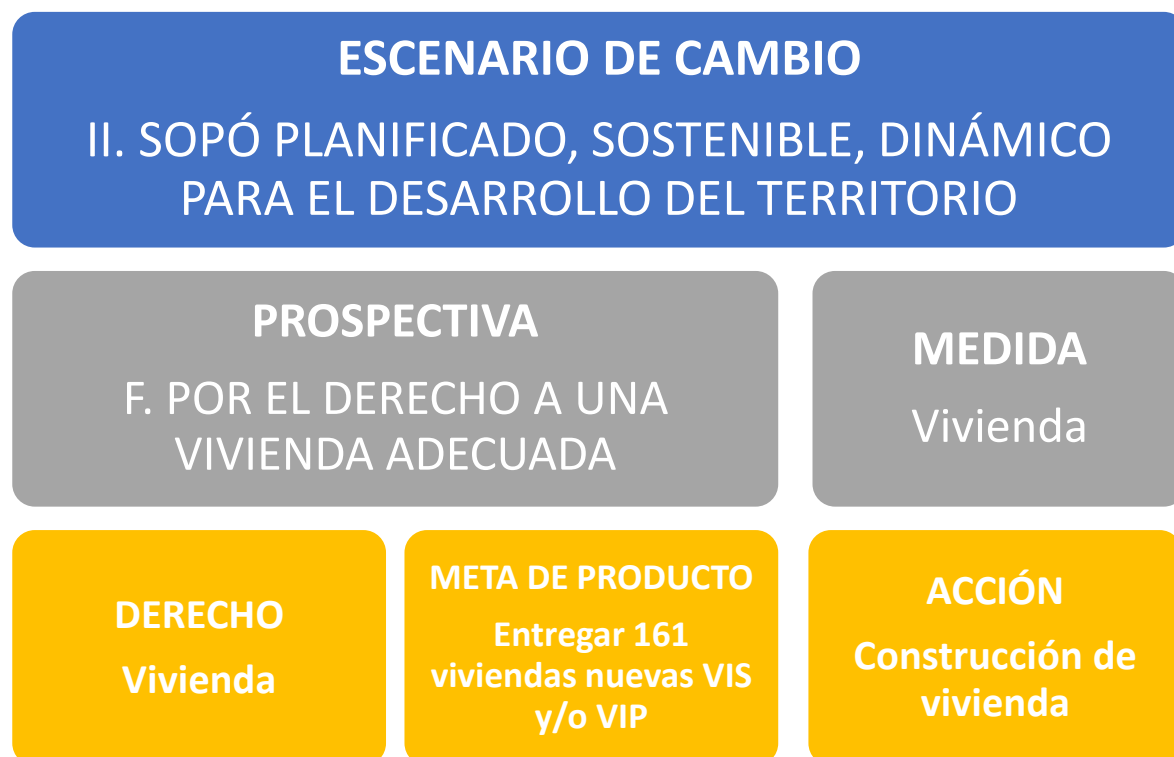 ESCENARIO DE CAMBIO
II. SOPÓ PLANIFICADO, SOSTENIBLE, DINÁMICO
PARA EL DESARROLLO DEL TERRITORIO
PROSPECTIVA
F. POR EL DERECHO A UNA
VIVIENDA ADECUADA
MEDIDA
Vivienda
DERECHO
Vivienda
META DE PRODUCTO
Entregar 161
viviendas nuevas VIS
y/o VIP
ACCIÓN
Construcción de
vivienda